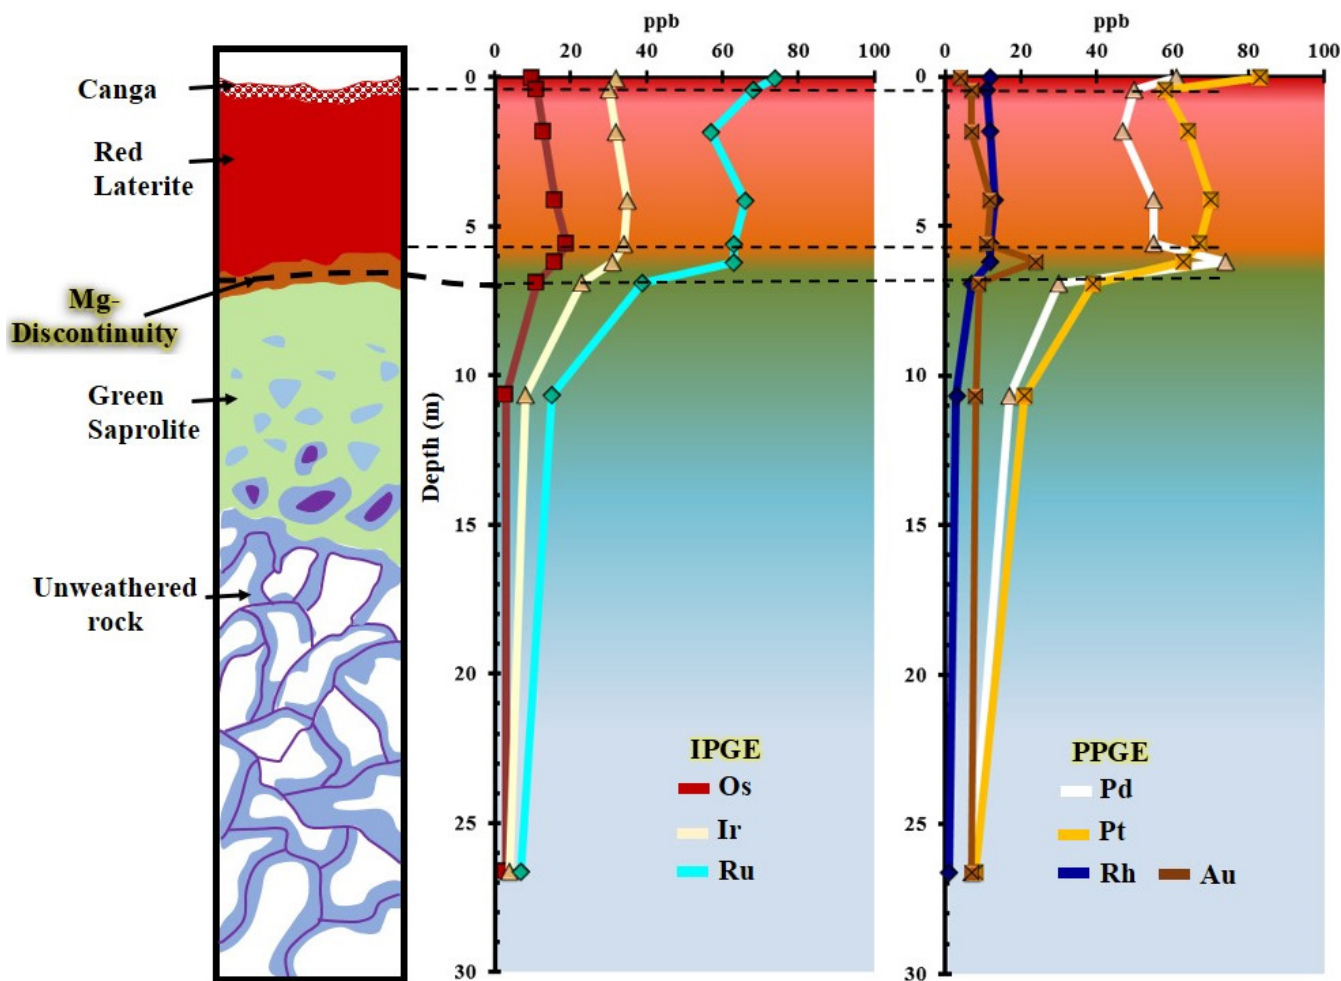 Canga
Red
Laterite
Mg-
Discontinuity
Green
Saprolite
Unweathered
rock
Depth (m)
ppb
0 20 40 60 80 100
0
5
10
15
20
25
30
IPGE
Os
Ir
Ru
ppb
0 20 40 60 80 100
0
5
10
15
20
25
30
PPGE
Pd
Pt
Rh Au